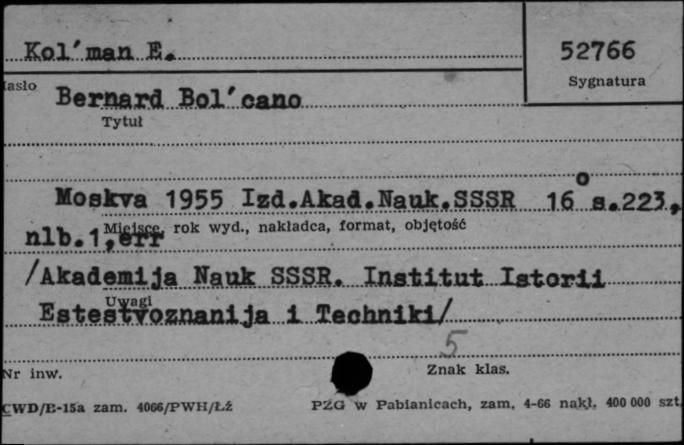 Kol'man E.
52766
Sygnatura
Hasło
Bernard Bol'cano
Tytuł
Moskva 1955 Izd.Akad.Nauk.SSSR 16° s.223,
Miejsce, rok wyd., nakładca, format, objętość
nlb.1,err
/Akademija Nauk SSSR. Institut Istorii
Uwagi
Estestvoznanija i Techniki/
5
Nr inw.
Znak klas.
CWD/E-15a zam. 4066/PWH/Łż
PZG w Pabianicach, zam. 4-66 nakł. 400 000 szt.